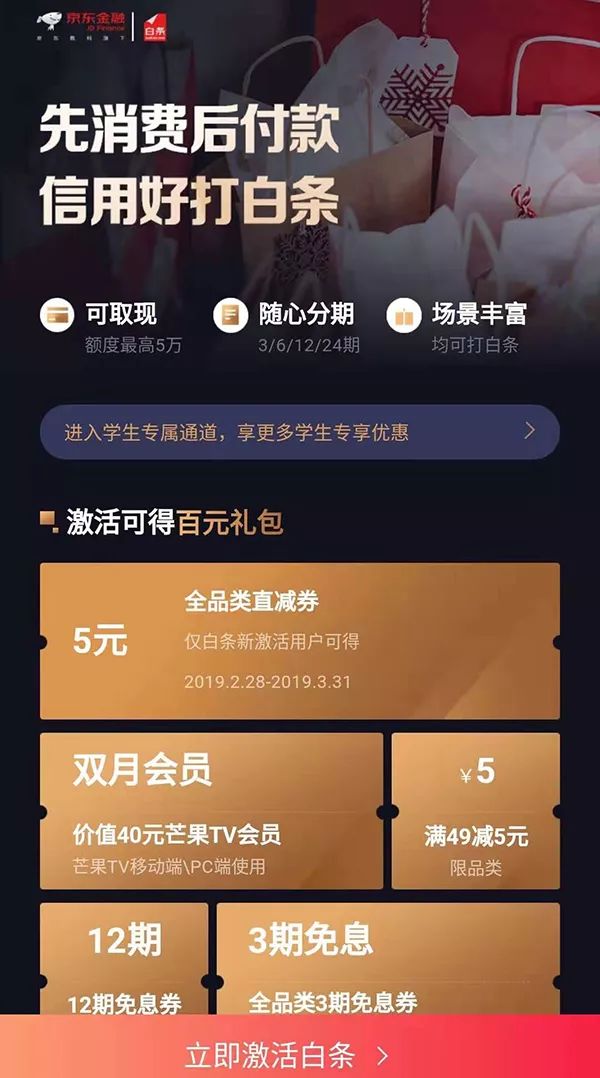 京东金融
JD Finance
京东数科旗下
白条
先消费后付款
信用好打白条
可取现
额度最高5万
随心分期
3/6/12/24期
场景丰富
均可打白条
进入学生专属通道，享更多学生专享优惠
激活可得百元礼包
5元
全品类直减券
仅白条新激活用户可得
2019.2.28-2019.3.31
双月会员
价值40元芒果TV会员
芒果TV移动端\PC端使用
¥5
满49减5元
限品类
12期
12期免息券
3期免息
全品类3期免息券
立即激活白条